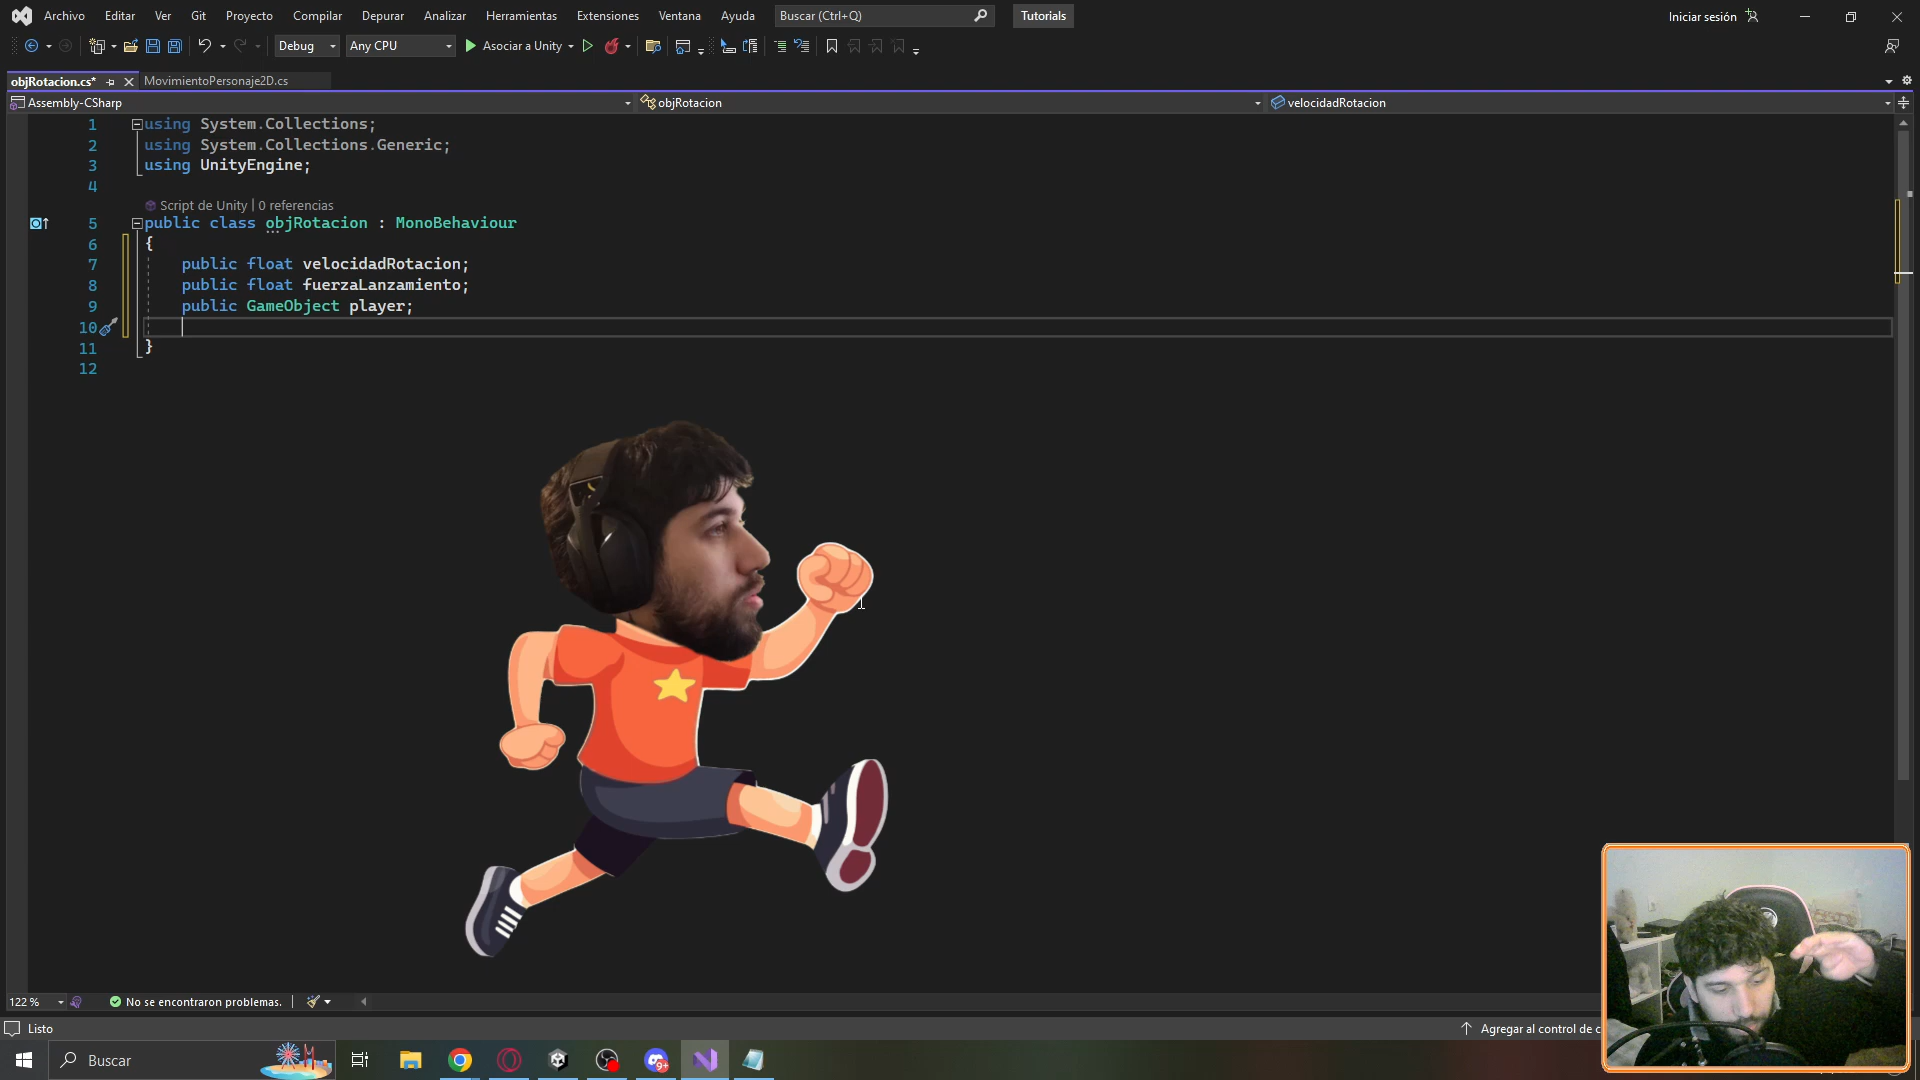 Archivo Editar Ver Git Proyecto Compilar Depurar Analizar Herramientas Extensiones Ventana Ayuda Buscar (Ctrl+Q) Tutorials Iniciar sesión
Debug Any CPU Asociar a Unity
objRotacion.cs* MovimientoPersonaje2D.cs
Assembly-CSharp objRotacion velocidadRotacion
1 using System.Collections;
2 using System.Collections.Generic;
3 using UnityEngine;
4
Script de Unity | 0 referencias
5 public class objRotacion : MonoBehaviour
6 {
7 public float velocidadRotacion;
8 public float fuerzaLanzamiento;
9 public GameObject player;
10
11 }
12
122 % No se encontraron problemas.
Listo Agregar al control de c
Buscar 9+